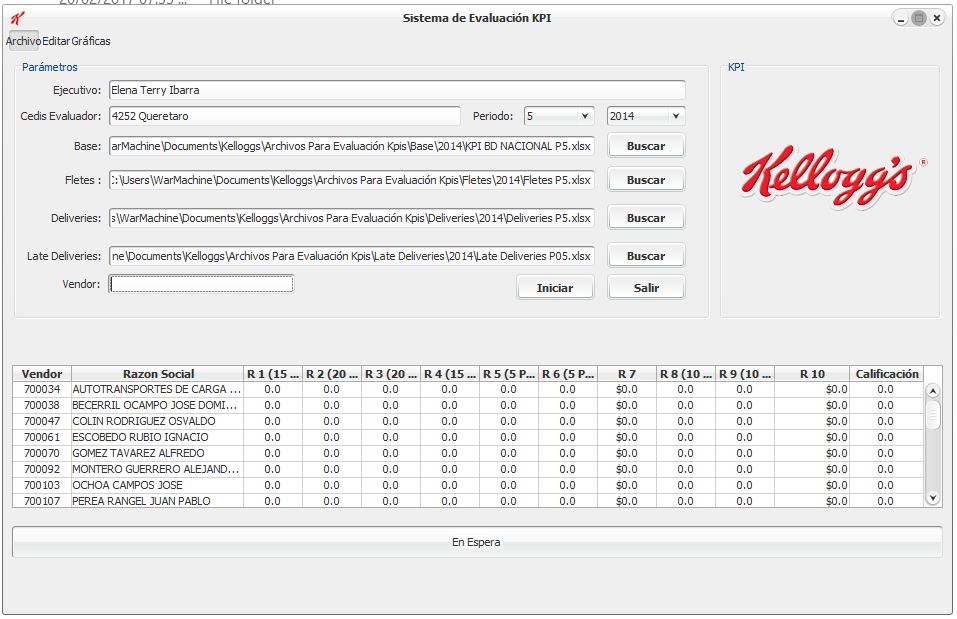 Sistema de Evaluación KPI
Archivo Editar Gráficas
Parámetros
Ejecutivo: Elena Terry Ibarra
Cedis Evaluador: 4252 Queretaro Periodo: 5 2014
Base: arMachine\Documents\Kelloggs\Archivos Para Evaluación Kpis\Base\2014\KPI BD NACIONAL P5.xlsx Buscar
Fletes : :\Users\WarMachine\Documents\Kelloggs\Archivos Para Evaluación Kpis\Fletes\2014\Fletes P5.xlsx Buscar
Deliveries: s\WarMachine\Documents\Kelloggs\Archivos Para Evaluación Kpis\Deliveries\2014\Deliveries P5.xlsx Buscar
Late Deliveries: ne\Documents\Kelloggs\Archivos Para Evaluación Kpis\Late Deliveries\2014\Late Deliveries P05.xlsx Buscar
Vendor: Iniciar Salir
KPI
Kellogg's®
Vendor Razon Social R 1 (15 ... R 2 (20 ... R 3 (20 ... R 4 (15 ... R 5 (5 P... R 6 (5 P... R 7 R 8 (10 ... R 9 (10 ... R 10 Calificación
700034 AUTOTRANSPORTES DE CARGA ... 0.0 0.0 0.0 0.0 0.0 0.0 $0.0 0.0 0.0 $0.0 0.0
700038 BECERRIL OCAMPO JOSE DOMI... 0.0 0.0 0.0 0.0 0.0 0.0 $0.0 0.0 0.0 $0.0 0.0
700047 COLIN RODRIGUEZ OSVALDO 0.0 0.0 0.0 0.0 0.0 0.0 $0.0 0.0 0.0 $0.0 0.0
700061 ESCOBEDO RUBIO IGNACIO 0.0 0.0 0.0 0.0 0.0 0.0 $0.0 0.0 0.0 $0.0 0.0
700070 GOMEZ TAVAREZ ALFREDO 0.0 0.0 0.0 0.0 0.0 0.0 $0.0 0.0 0.0 $0.0 0.0
700092 MONTERO GUERRERO ALEJAND... 0.0 0.0 0.0 0.0 0.0 0.0 $0.0 0.0 0.0 $0.0 0.0
700103 OCHOA CAMPOS JOSE 0.0 0.0 0.0 0.0 0.0 0.0 $0.0 0.0 0.0 $0.0 0.0
700107 PEREA RANGEL JUAN PABLO 0.0 0.0 0.0 0.0 0.0 0.0 $0.0 0.0 0.0 $0.0 0.0
En Espera